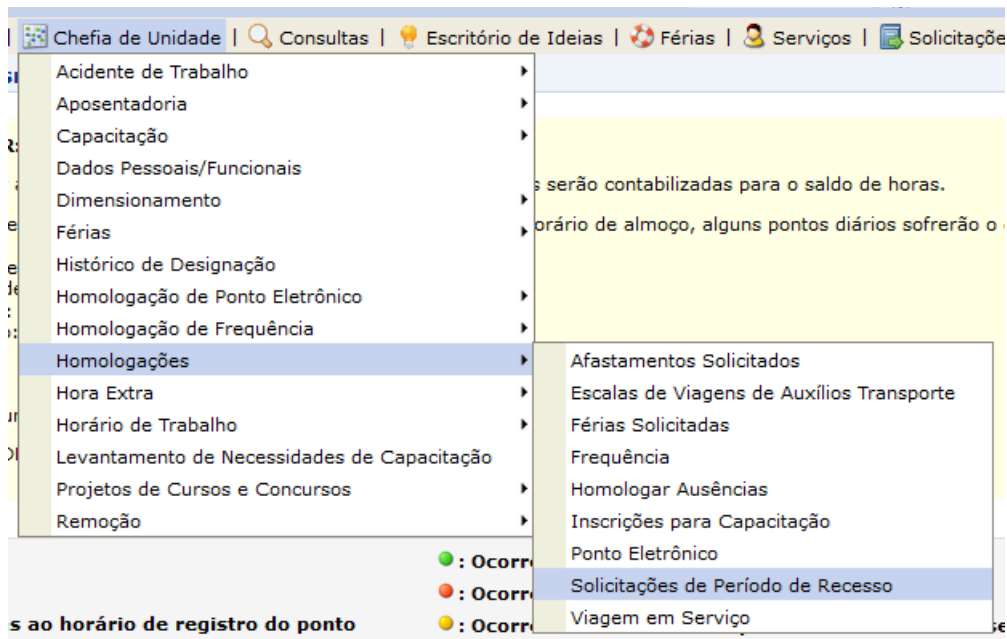 | Chefia de Unidade | Consultas | Escritório de Ideias | Férias | Serviços | Solicitaçõe
Acidente de Trabalho
Aposentadoria
Capacitação
Dados Pessoais/Funcionais
s serão contabilizadas para o saldo de horas.
Dimensionamento
orário de almoço, alguns pontos diários sofrerão o
Férias
Histórico de Designação
Homologação de Ponto Eletrônico
Homologação de Frequência
Homologações
Hora Extra
Horário de Trabalho
Levantamento de Necessidades de Capacitação
Projetos de Cursos e Concursos
Remoção
Afastamentos Solicitados
Escalas de Viagens de Auxílios Transporte
Férias Solicitadas
Frequência
Homologar Ausências
Inscrições para Capacitação
Ponto Eletrônico
Solicitações de Período de Recesso
Viagem em Serviço
: Ocorre
: Ocorre
s ao horário de registro do ponto : Ocorre